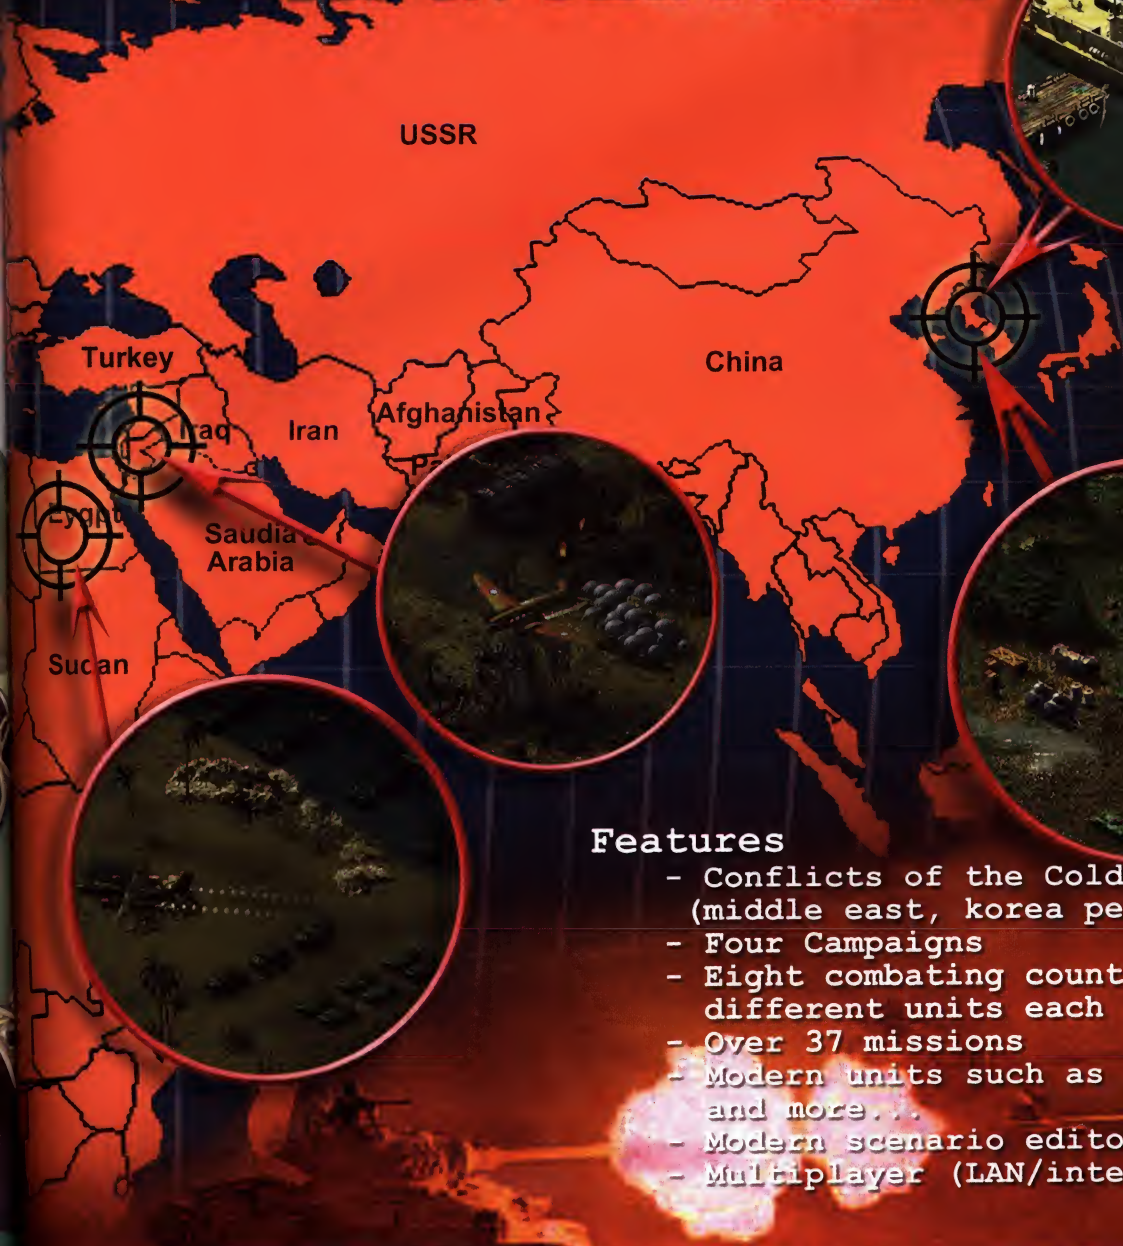 USSR
Turkey
China
Iraq
Iran
Afghanistan
Pa
Eygpt
Saudia
Arabia
Sudan
Features
- Conflicts of the Cold
(middle east, korea pe
- Four Campaigns
- Eight combating count
different units each
- Over 37 missions
- Modern units such as
and more...
- Modern scenario edito
- Multiplayer (LAN/inte